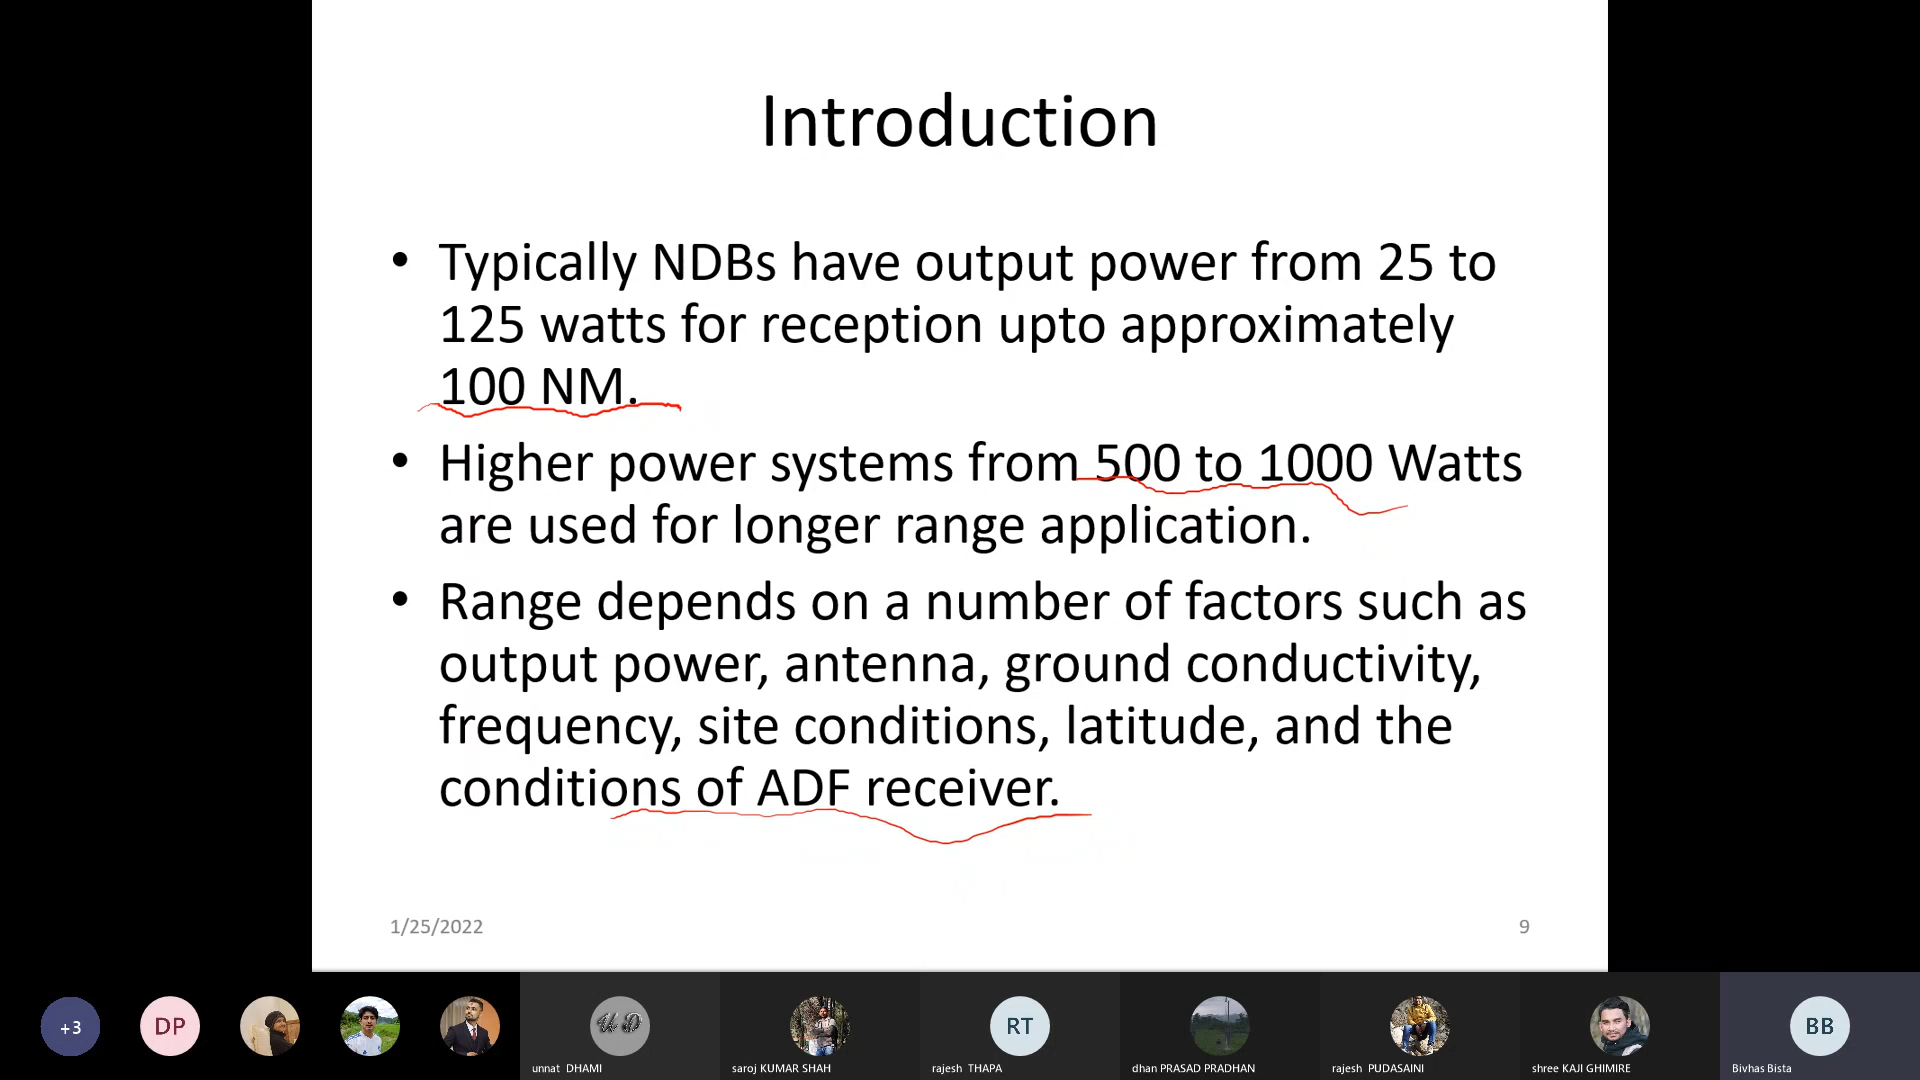 Introduction
• Typically NDBs have output power from 25 to
125 watts for reception upto approximately
100 NM.
• Higher power systems from 500 to 1000 Watts
are used for longer range application.
• Range depends on a number of factors such as
output power, antenna, ground conductivity,
frequency, site conditions, latitude, and the
conditions of ADF receiver.
1/25/2022
9
+3
DP
U D
RT
BB
unnat DHAMI
saroj KUMAR SHAH
rajesh THAPA
dhan PRASAD PRADHAN
rajesh PUDASAINI
shree KAJI GHIMIRE
Bivhas Bista